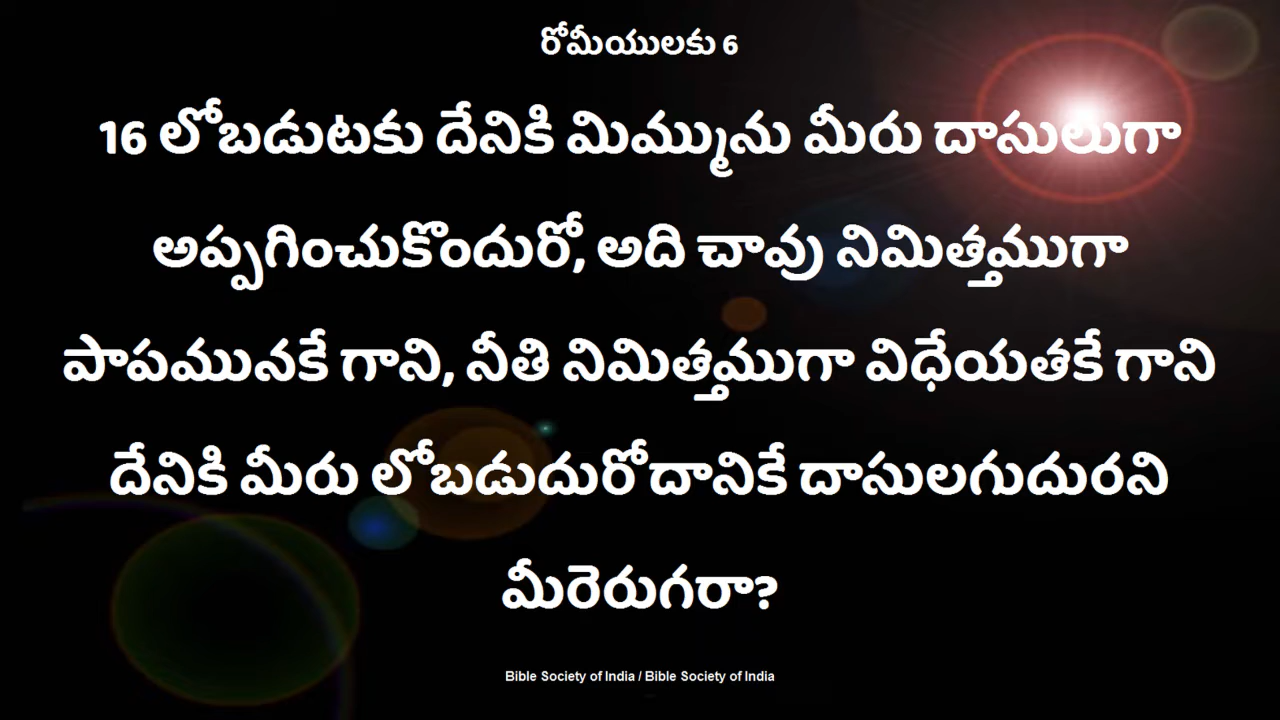 రోమీయులకు 6
16 లోబడుటకు దేనికి మిమ్మును మీరు దాసులుగా
అప్పగించుకొందురో, అది చావు నిమిత్తముగా
పాపమునకే గాని, నీతి నిమిత్తముగా విధేయతకే గాని
దేనికి మీరు లోబడుదురోదానికే దాసులగుదురని
మీరెరుగరా?
Bible Society of India / Bible Society of India